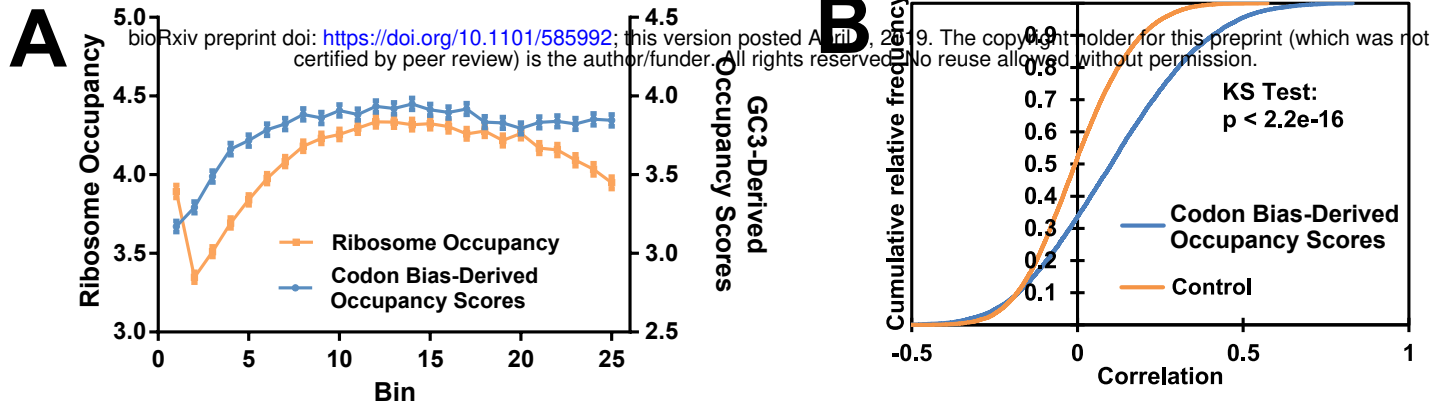 A
B
bioRxiv preprint doi: https://doi.org/10.1101/585992; this version posted April , 2019. The copyright holder for this preprint (which was not
certified by peer review) is the author/funder. All rights reserved. No reuse allowed without permission.
5.0
4.5
4.0
3.5
3.0
Ribosome Occupancy
4.5
4.0
3.5
3.0
2.5
GC3-Derived
Occupancy Scores
Ribosome Occupancy
Codon Bias-Derived
Occupancy Scores
0 5 10 15 20 25
Bin
Cumulative relative frequency
0.9
0.8
0.7
0.6
0.5
0.4
0.3
0.2
0.1
KS Test:
p < 2.2e-16
Codon Bias-Derived
Occupancy Scores
Control
-0.5 0 0.5 1
Correlation